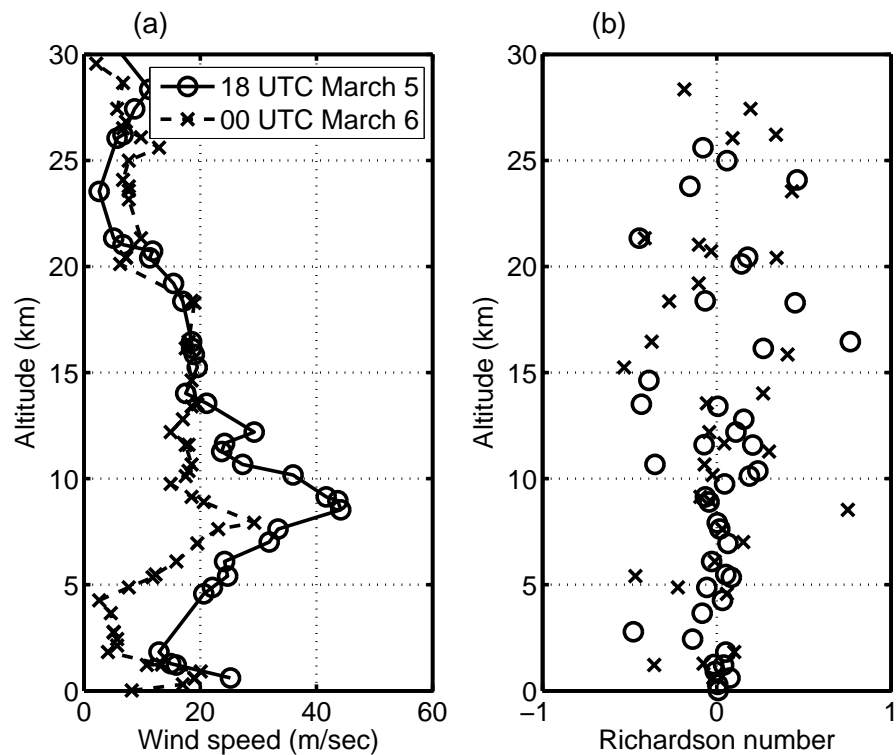 (a)
(b)
30
25
20
15
10
5
0
Altitude (km)
18 UTC March 5
00 UTC March 6
0 20 40 60
Wind speed (m/sec)
30
25
20
15
10
5
0
Altitude (km)
−1 0 1
Richardson number